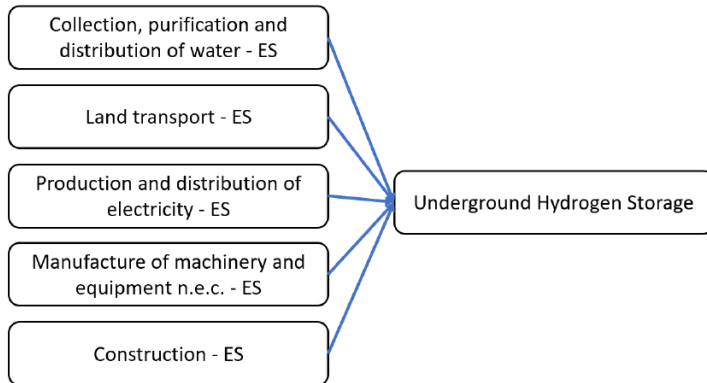 Collection, purification and
distribution of water - ES
Land transport - ES
Production and distribution of
electricity - ES
Underground Hydrogen Storage
Manufacture of machinery and
equipment n.e.c. - ES
Construction - ES